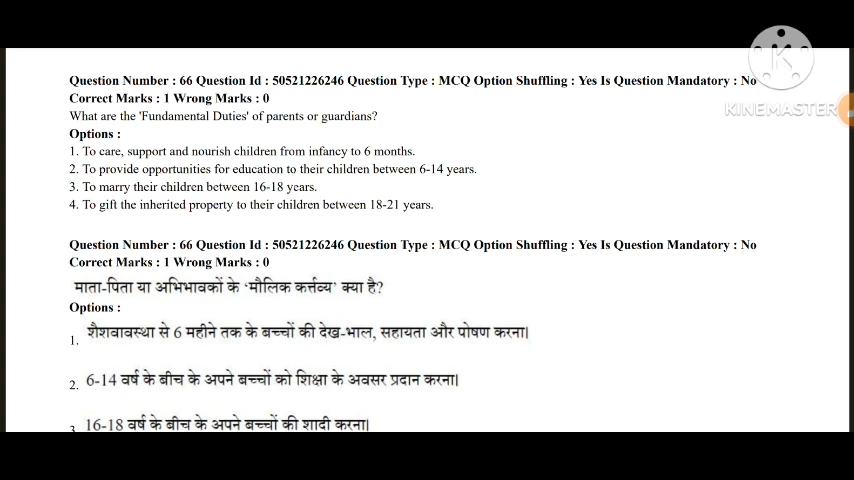 Question Number : 66 Question Id : 50521226246 Question Type : MCQ Option Shuffling : Yes Is Question Mandatory : No
Correct Marks : 1 Wrong Marks : 0
What are the 'Fundamental Duties' of parents or guardians?
Options :
1. To care, support and nourish children from infancy to 6 months.
2. To provide opportunities for education to their children between 6-14 years.
3. To marry their children between 16-18 years.
4. To gift the inherited property to their children between 18-21 years.
Question Number : 66 Question Id : 50521226246 Question Type : MCQ Option Shuffling : Yes Is Question Mandatory : No
Correct Marks : 1 Wrong Marks : 0
माता-पिता या अभिभावकों के ‘मौलिक कर्त्तव्य’ क्या है?
Options :
1. शैशवावस्था से 6 महीने तक के बच्चों की देख-भाल, सहायता और पोषण करना।
2. 6-14 वर्ष के बीच के अपने बच्चों को शिक्षा के अवसर प्रदान करना।
3. 16-18 वर्ष के बीच के अपने बच्चों की शादी करना।
K
KINEMASTER